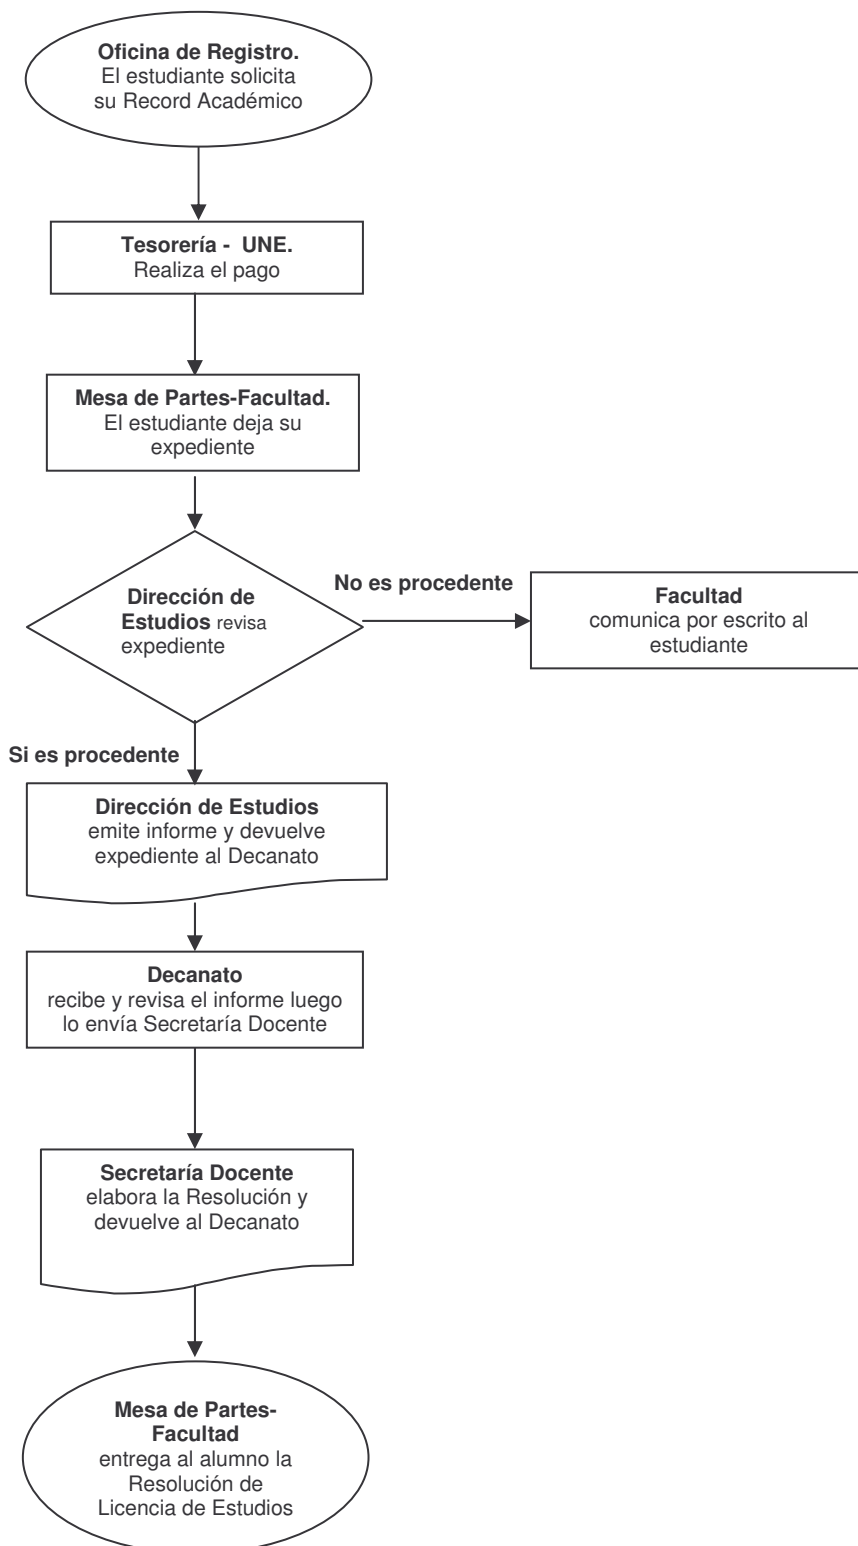 Oficina de Registro.
El estudiante solicita
su Record Académico
Tesorería - UNE.
Realiza el pago
Mesa de Partes-Facultad.
El estudiante deja su
expediente
Dirección de
Estudios revisa
expediente
No es procedente
Facultad
comunica por escrito al
estudiante
Si es procedente
Dirección de Estudios
emite informe y devuelve
expediente al Decanato
Decanato
recibe y revisa el informe luego
lo envía Secretaría Docente
Secretaría Docente
elabora la Resolución y
devuelve al Decanato
Mesa de Partes-
Facultad
entrega al alumno la
Resolución de
Licencia de Estudios